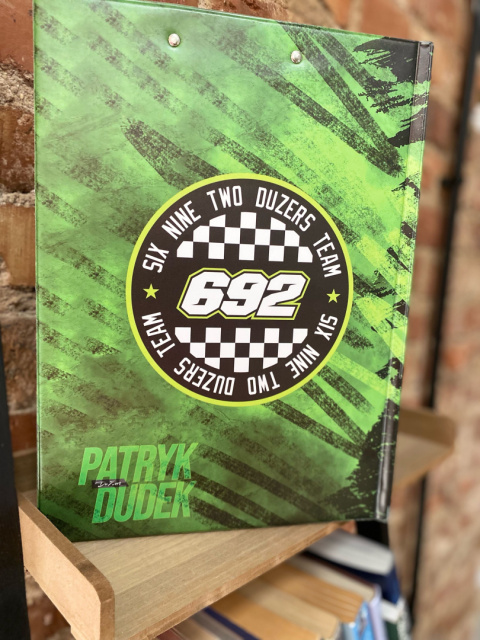 SIX NINE TWO DUZERS TEAM
692
SIX NINE TWO DUZERS TEAM
PATRYK
DUDEK